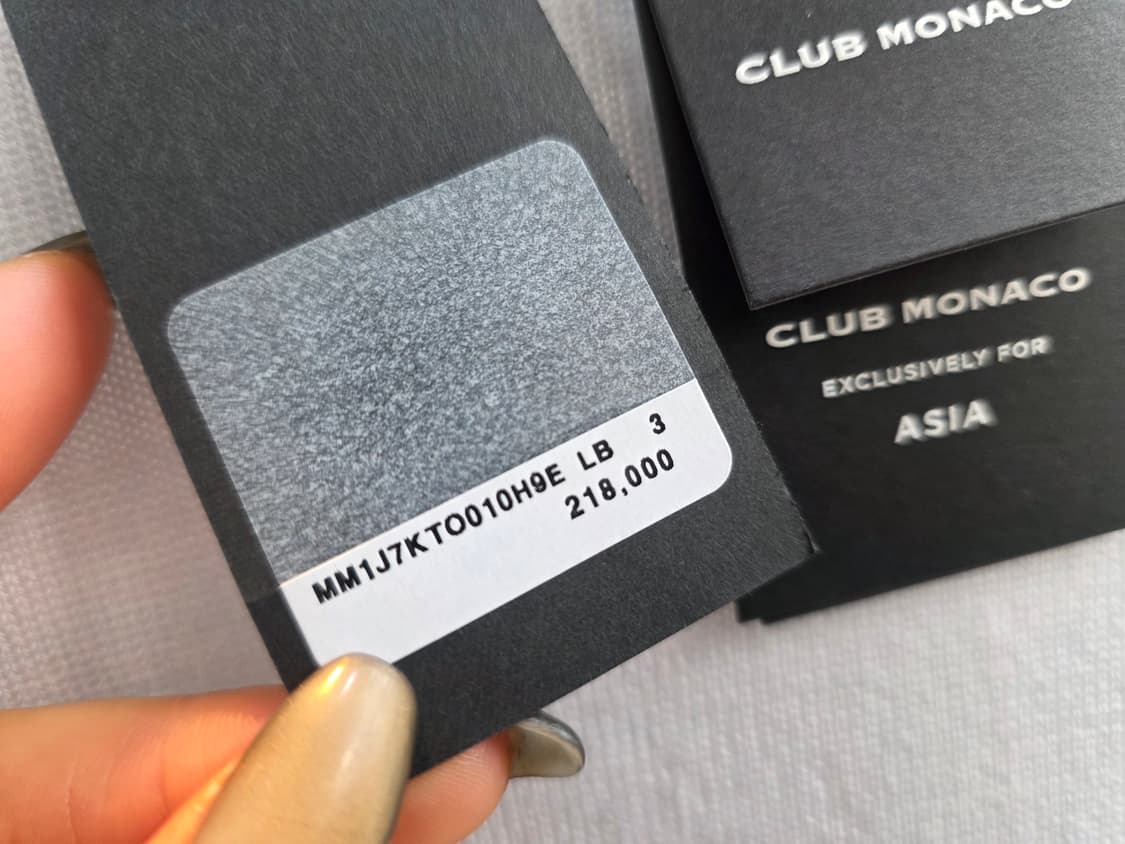 CLUB MONACO
CLUB MONACO
EXCLUSIVELY FOR
ASIA
MM1J7KTO010H9E LB 3
218,000